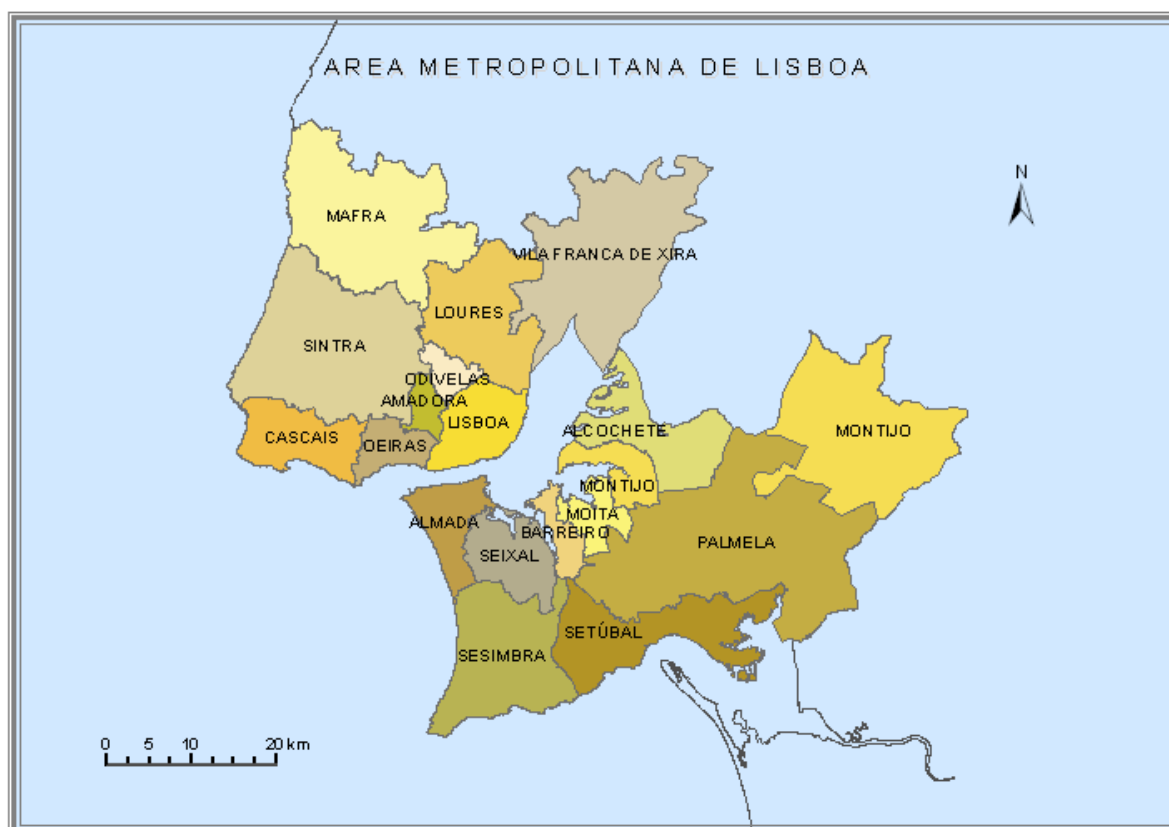 AREA METROPOLITANA DE LISBOA
N
MAFRA
VILA FRANCA DE XIRA
LOURES
SINTRA
ODIVELAS
AMADORA
LISBOA
CASCAIS
OEIRAS
ALCOCHETE
MONTIJO
MONTIJO
MOITA
ALMADA
BARREIRO
SEIXAL
PALMELA
SETÚBAL
SESIMBRA
0 5 10 20 km